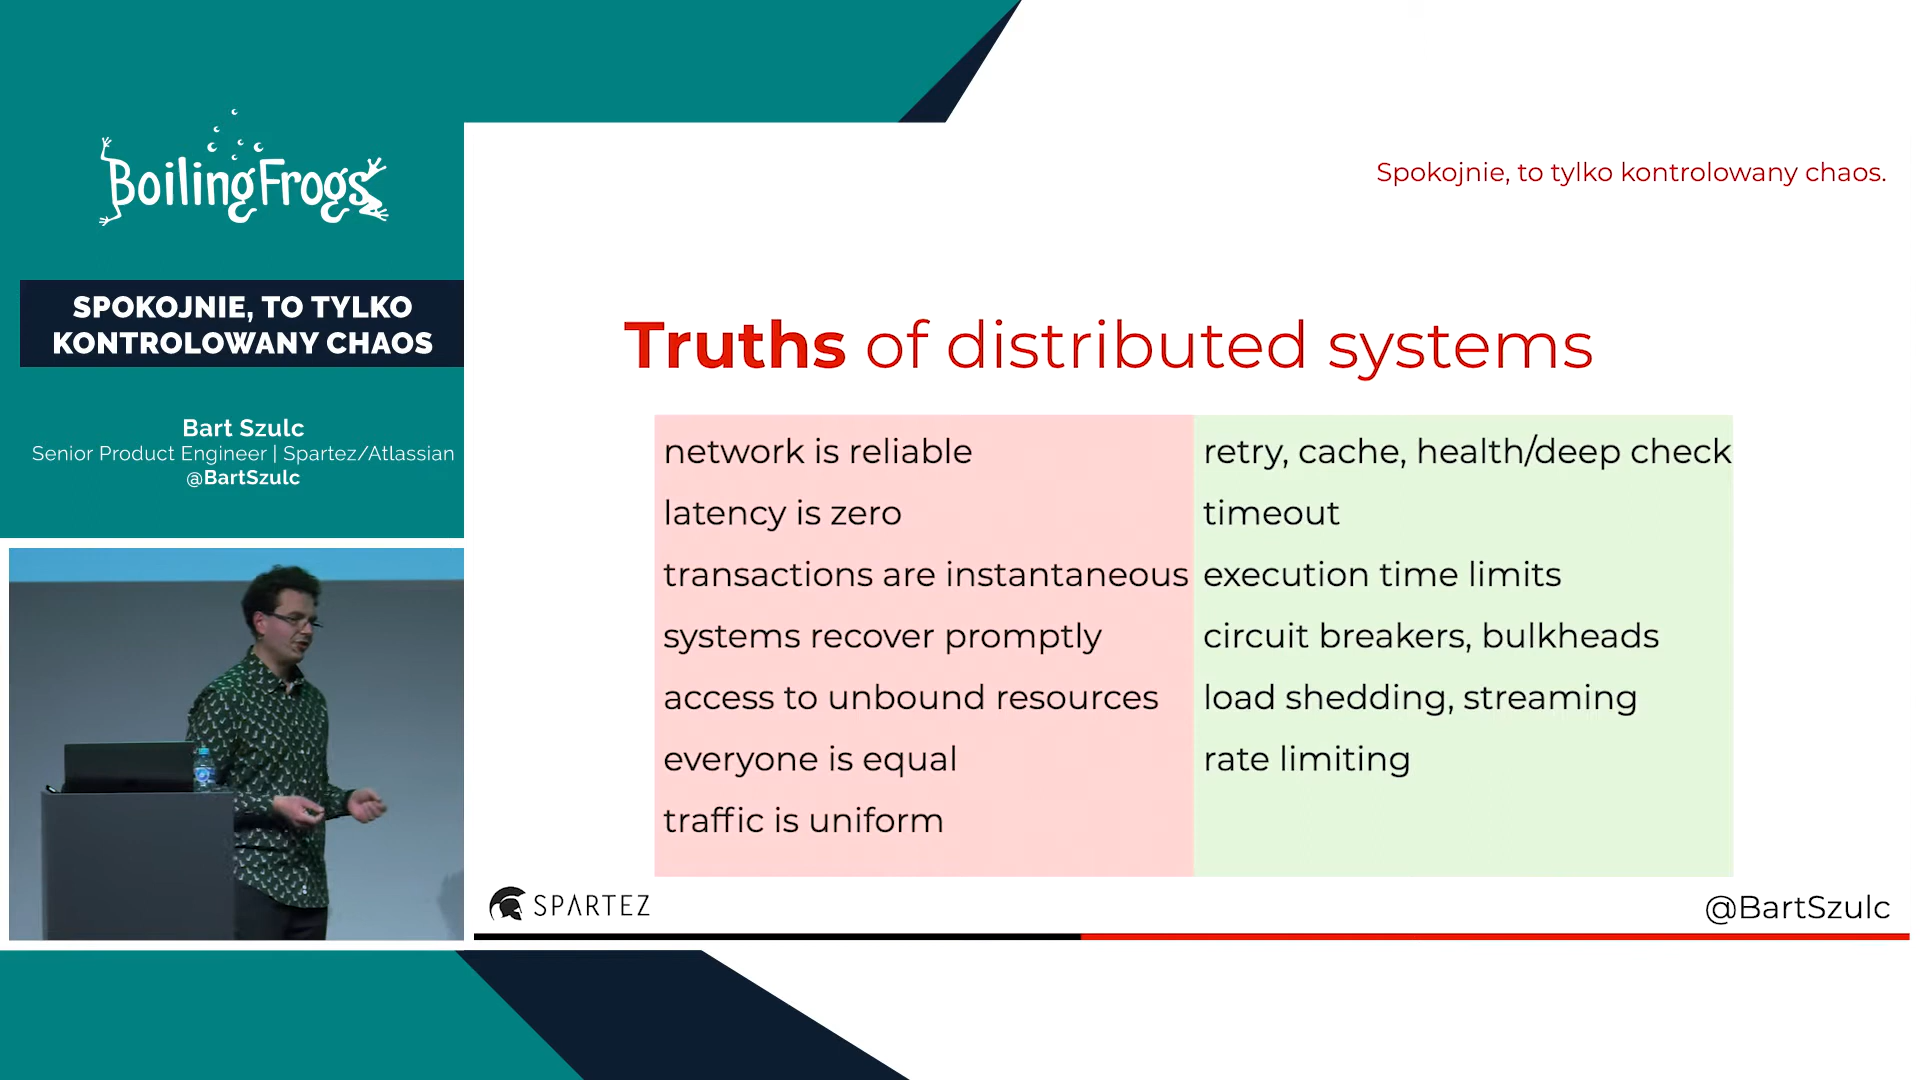 BoilingFrogs
SPOKOJNIE, TO TYLKO
KONTROLOWANY CHAOS
Bart Szulc
Senior Product Engineer | Spartez/Atlassian
@BartSzulc
Spokojnie, to tylko kontrolowany chaos.
Truths of distributed systems
network is reliable
retry, cache, health/deep check
latency is zero
timeout
transactions are instantaneous
execution time limits
systems recover promptly
circuit breakers, bulkheads
access to unbound resources
load shedding, streaming
everyone is equal
rate limiting
traffic is uniform
SPARTEZ
@BartSzulc